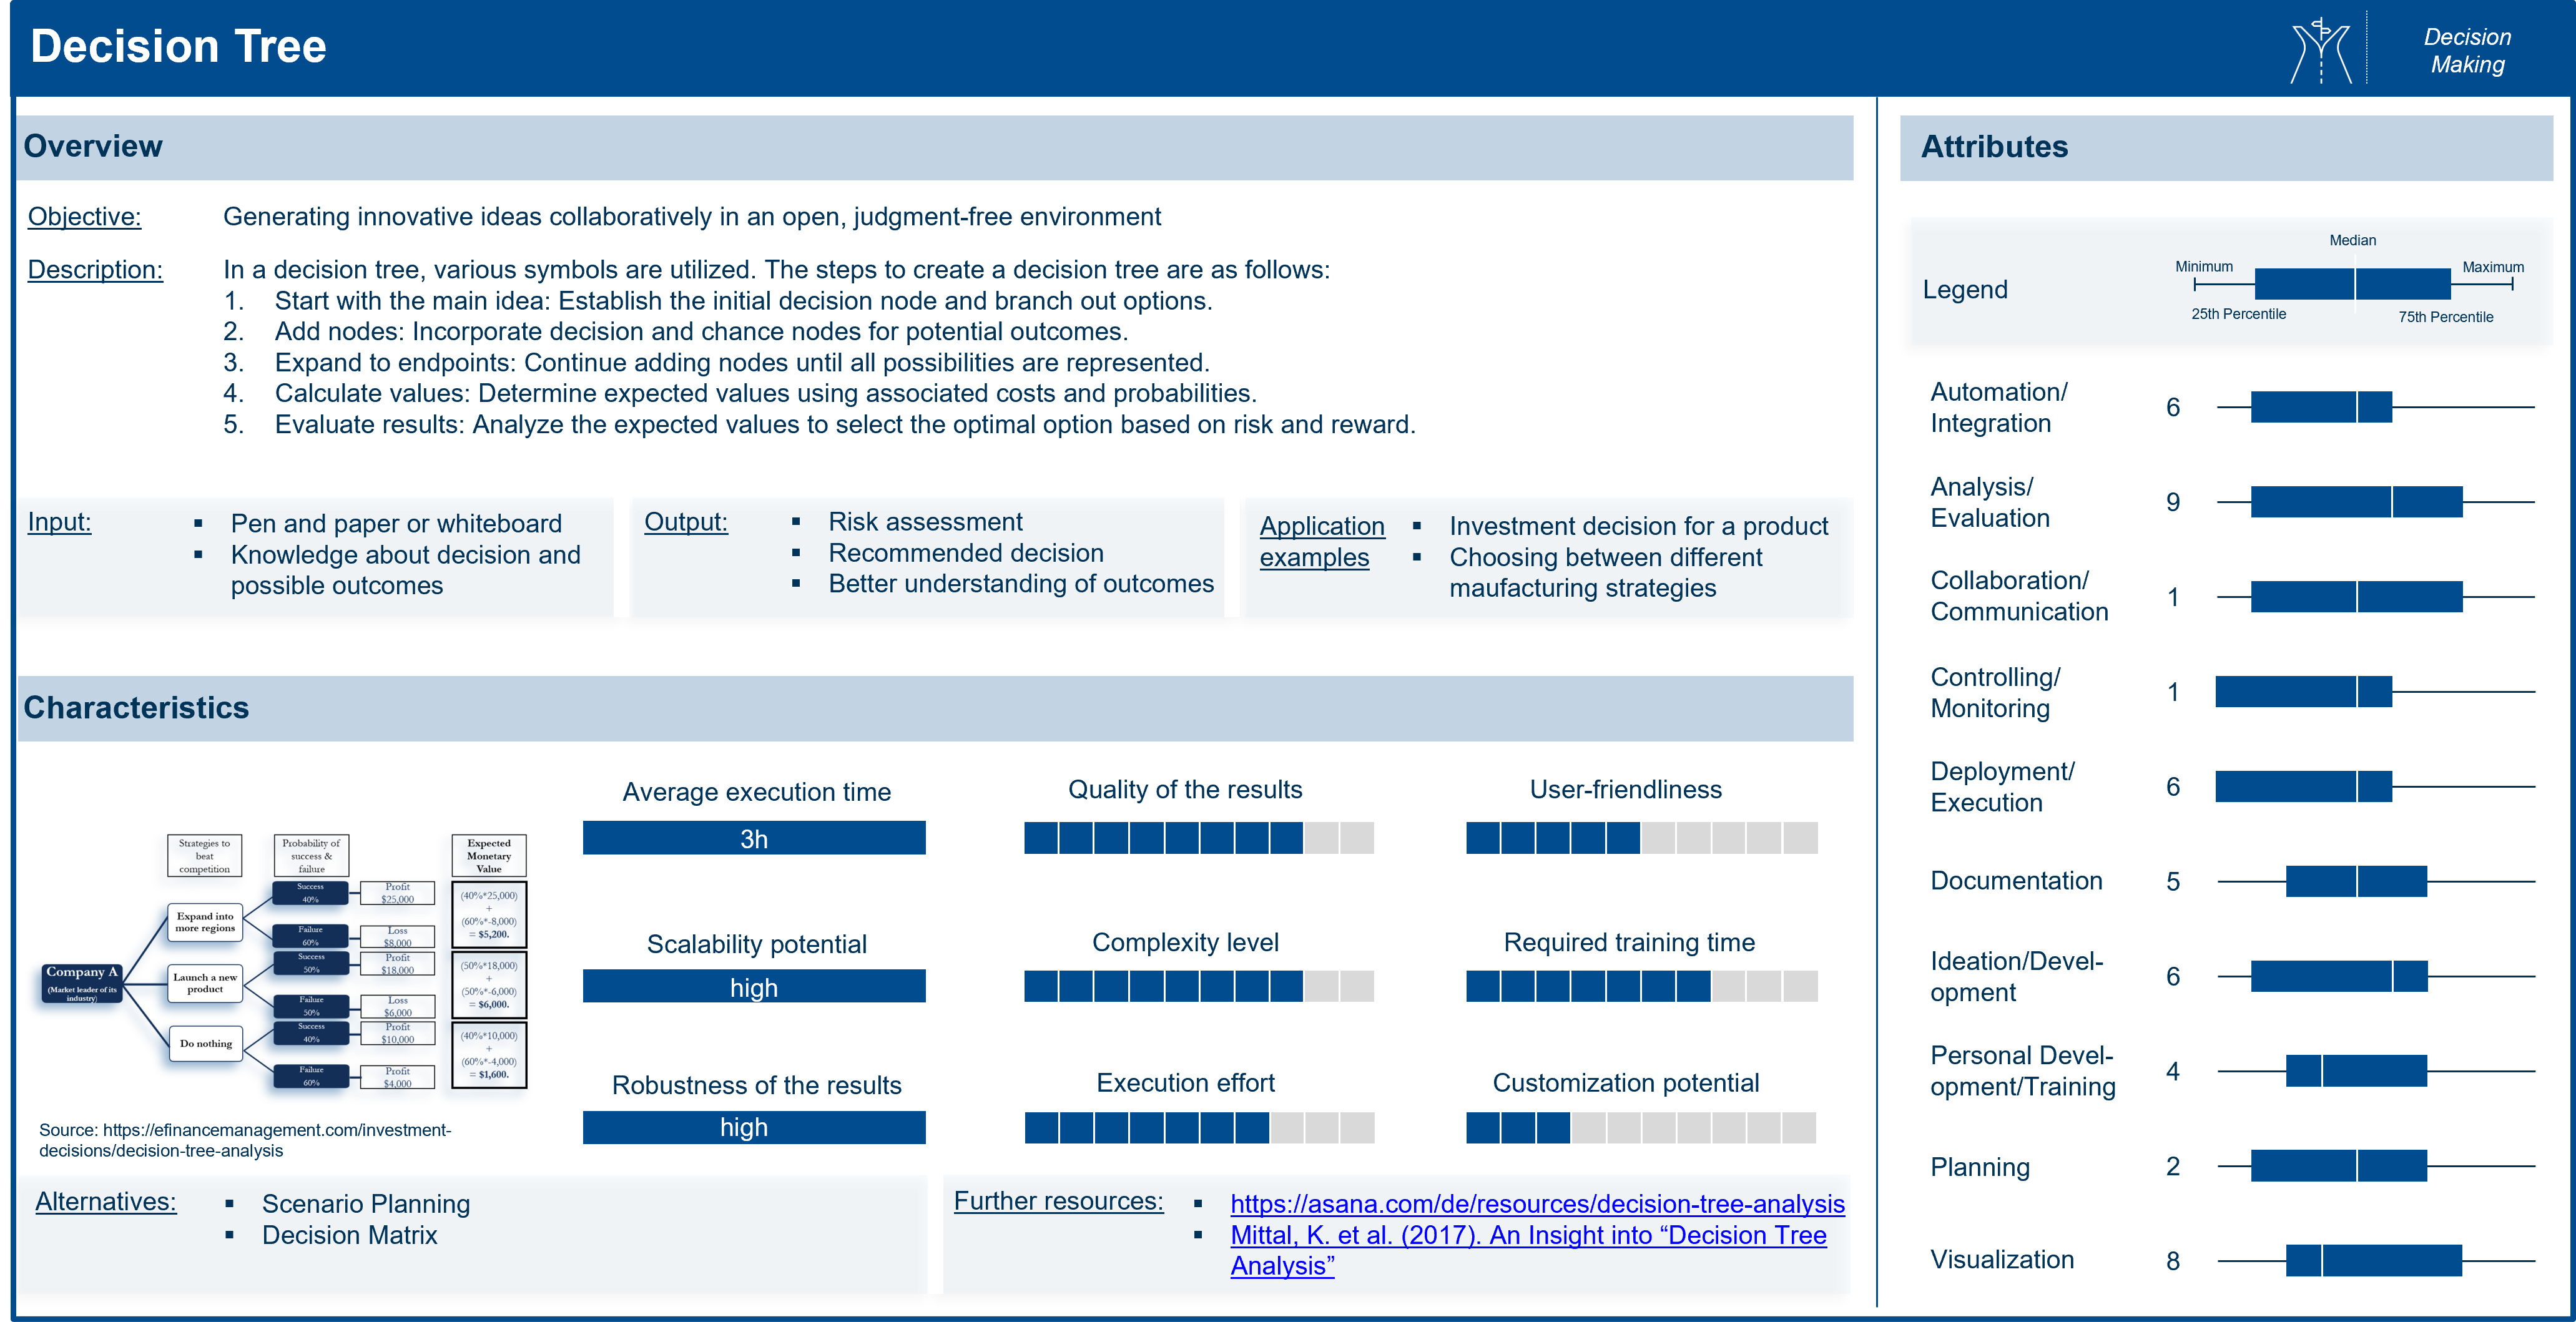 Decision Tree
Decision
Making
Overview
Objective:
Generating innovative ideas collaboratively in an open, judgment-free environment
Description:
In a decision tree, various symbols are utilized. The steps to create a decision tree are as follows:
1. Start with the main idea: Establish the initial decision node and branch out options.
2. Add nodes: Incorporate decision and chance nodes for potential outcomes.
3. Expand to endpoints: Continue adding nodes until all possibilities are represented.
4. Calculate values: Determine expected values using associated costs and probabilities.
5. Evaluate results: Analyze the expected values to select the optimal option based on risk and reward.
Input:
▪ Pen and paper or whiteboard
▪ Knowledge about decision and
possible outcomes
Output:
▪ Risk assessment
▪ Recommended decision
▪ Better understanding of outcomes
Application
examples
▪ Investment decision for a product
▪ Choosing between different
maufacturing strategies
Characteristics
Strategies to
beat
competition
Probability of
success &
failure
Expected
Monetary
Value
Company A
(Market leader of its
industry)
Expand into
more regions
Success
40%
Profit
$25,000
Failure
60%
Loss
$8,000
(40%*25,000)
+
(60%*-8,000)
= $5,200.
Launch a new
product
Success
50%
Profit
$18,000
Failure
50%
Loss
$6,000
(50%*18,000)
+
(50%*-6,000)
= $6,000.
Do nothing
Success
40%
Profit
$10,000
Failure
60%
Profit
$4,000
(40%*10,000)
+
(60%*-4,000)
= $1,600.
Source: https://efinancemanagement.com/investment-
decisions/decision-tree-analysis
Average execution time
3h
Quality of the results
User-friendliness
Scalability potential
high
Complexity level
Required training time
Robustness of the results
high
Execution effort
Customization potential
Alternatives:
▪ Scenario Planning
▪ Decision Matrix
Further resources:
▪ https://asana.com/de/resources/decision-tree-analysis
▪ Mittal, K. et al. (2017). An Insight into “Decision Tree
Analysis”
Attributes
Legend
Median
Minimum
Maximum
25th Percentile
75th Percentile
Automation/
Integration
6
Analysis/
Evaluation
9
Collaboration/
Communication
1
Controlling/
Monitoring
1
Deployment/
Execution
6
Documentation
5
Ideation/Devel-
opment
6
Personal Devel-
opment/Training
4
Planning
2
Visualization
8